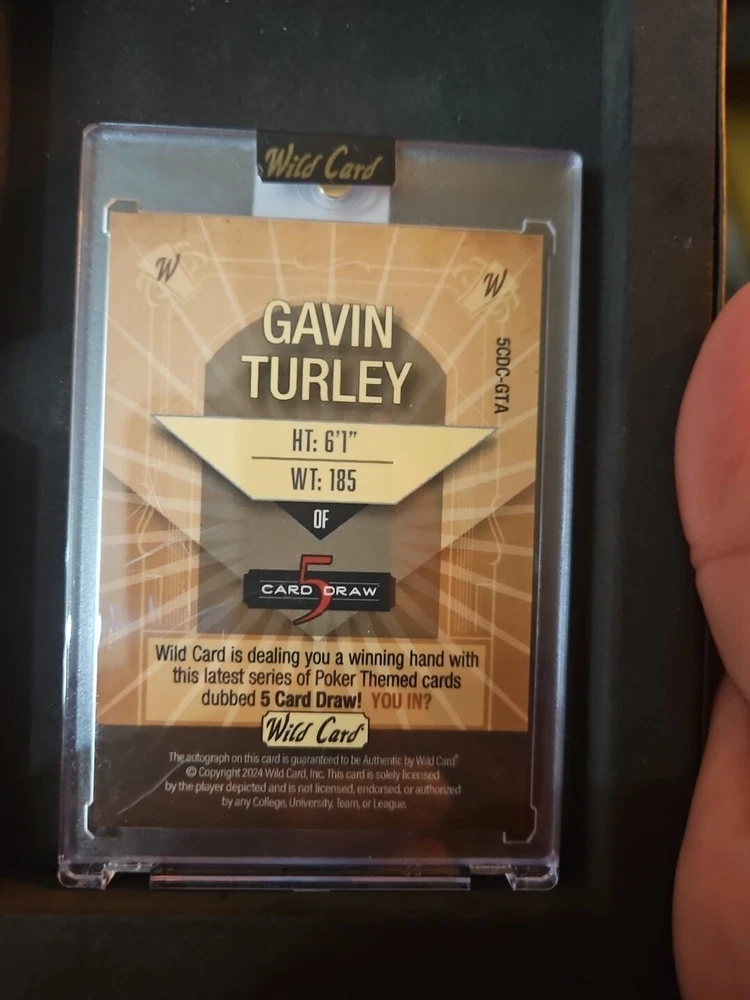 Wild Card
W
W
GAVIN
TURLEY
5CDC-GTA
HT: 6'1"
WT: 185
OF
5
CARD DRAW
Wild Card is dealing you a winning hand with
this latest series of Poker Themed cards
dubbed 5 Card Draw! YOU IN?
Wild Card®
The autograph on this card is guaranteed to be Authentic by Wild Card®
© Copyright 2024 Wild Card, Inc. This card is solely licensed
by the player depicted and is not licensed, endorsed, or authorized
by any College, University, Team, or League.